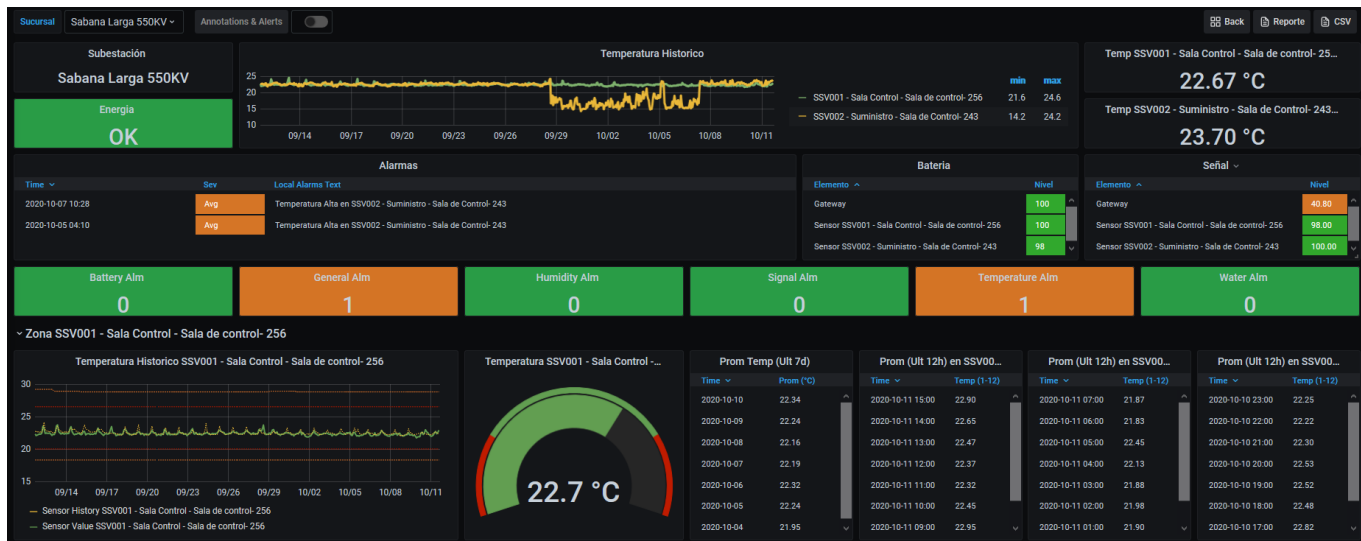 Sucursal Sabana Larga 550KV Annotations & Alerts Back Reporte CSV
Subestación
Sabana Larga 550KV
Energia
OK
Temperatura Historico
25
20
15
10
09/14 09/17 09/20 09/23 09/26 09/29 10/02 10/05 10/08 10/11
min max
SSV001 - Sala Control - Sala de control- 256 21.6 24.6
SSV002 - Suministro - Sala de Control- 243 14.2 24.2
Temp SSV001 - Sala Control - Sala de control- 25...
22.67 °C
Temp SSV002 - Suministro - Sala de Control- 243...
23.70 °C
Alarmas
Time Sev Local Alarms Text
2020-10-07 10:28 Avg Temperatura Alta en SSV002 - Suministro - Sala de Control- 243
2020-10-05 04:10 Avg Temperatura Alta en SSV002 - Suministro - Sala de Control- 243
Bateria
Elemento Nivel
Gateway 100
Sensor SSV001 - Sala Control - Sala de control- 256 100
Sensor SSV002 - Suministro - Sala de Control- 243 98
Señal
Elemento Nivel
Gateway 40.80
Sensor SSV001 - Sala Control - Sala de control- 256 98.00
Sensor SSV002 - Suministro - Sala de Control- 243 100.00
Battery Alm
0
General Alm
1
Humidity Alm
0
Signal Alm
0
Temperature Alm
1
Water Alm
0
Zona SSV001 - Sala Control - Sala de control- 256
Temperatura Historico SSV001 - Sala Control - Sala de control- 256
30
25
20
15
09/14 09/17 09/20 09/23 09/26 09/29 10/02 10/05 10/08 10/11
Sensor History SSV001 - Sala Control - Sala de control- 256
Sensor Value SSV001 - Sala Control - Sala de control- 256
Temperatura SSV001 - Sala Control -...
22.7 °C
Prom Temp (Ult 7d)
Time Prom (°C)
2020-10-10 22.34
2020-10-09 22.24
2020-10-08 22.16
2020-10-07 22.19
2020-10-06 22.32
2020-10-05 22.24
2020-10-04 21.95
Prom (Ult 12h) en SSV00...
Time Temp (1-12)
2020-10-11 15:00 22.90
2020-10-11 14:00 22.65
2020-10-11 13:00 22.47
2020-10-11 12:00 22.37
2020-10-11 11:00 22.32
2020-10-11 10:00 22.45
2020-10-11 09:00 22.95
Prom (Ult 12h) en SSV00...
Time Temp (1-12)
2020-10-11 07:00 21.87
2020-10-11 06:00 21.83
2020-10-11 05:00 22.45
2020-10-11 04:00 22.13
2020-10-11 03:00 21.88
2020-10-11 02:00 21.98
2020-10-11 01:00 21.90
Prom (Ult 12h) en SSV00...
Time Temp (1-12)
2020-10-10 23:00 22.25
2020-10-10 22:00 22.22
2020-10-10 21:00 22.30
2020-10-10 20:00 22.53
2020-10-10 19:00 22.52
2020-10-10 18:00 22.48
2020-10-10 17:00 22.82